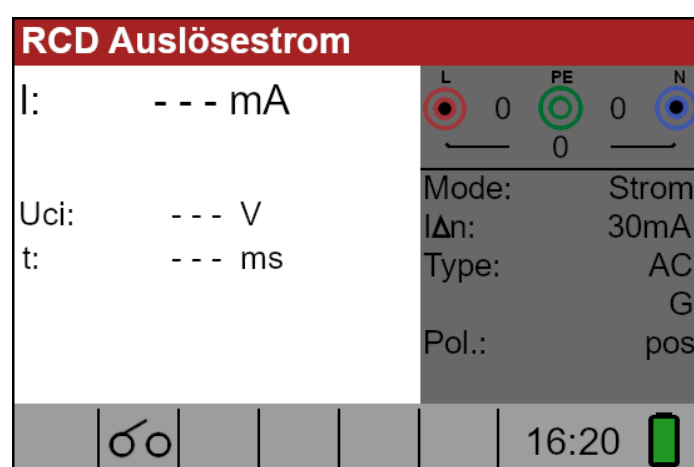 RCD Auslösestrom
I: - - - mA
Uci: - - - V
t: - - - ms
L PE N
0 0
0
Mode: Strom
IΔn: 30mA
Type: AC
G
Pol.: pos
16:20